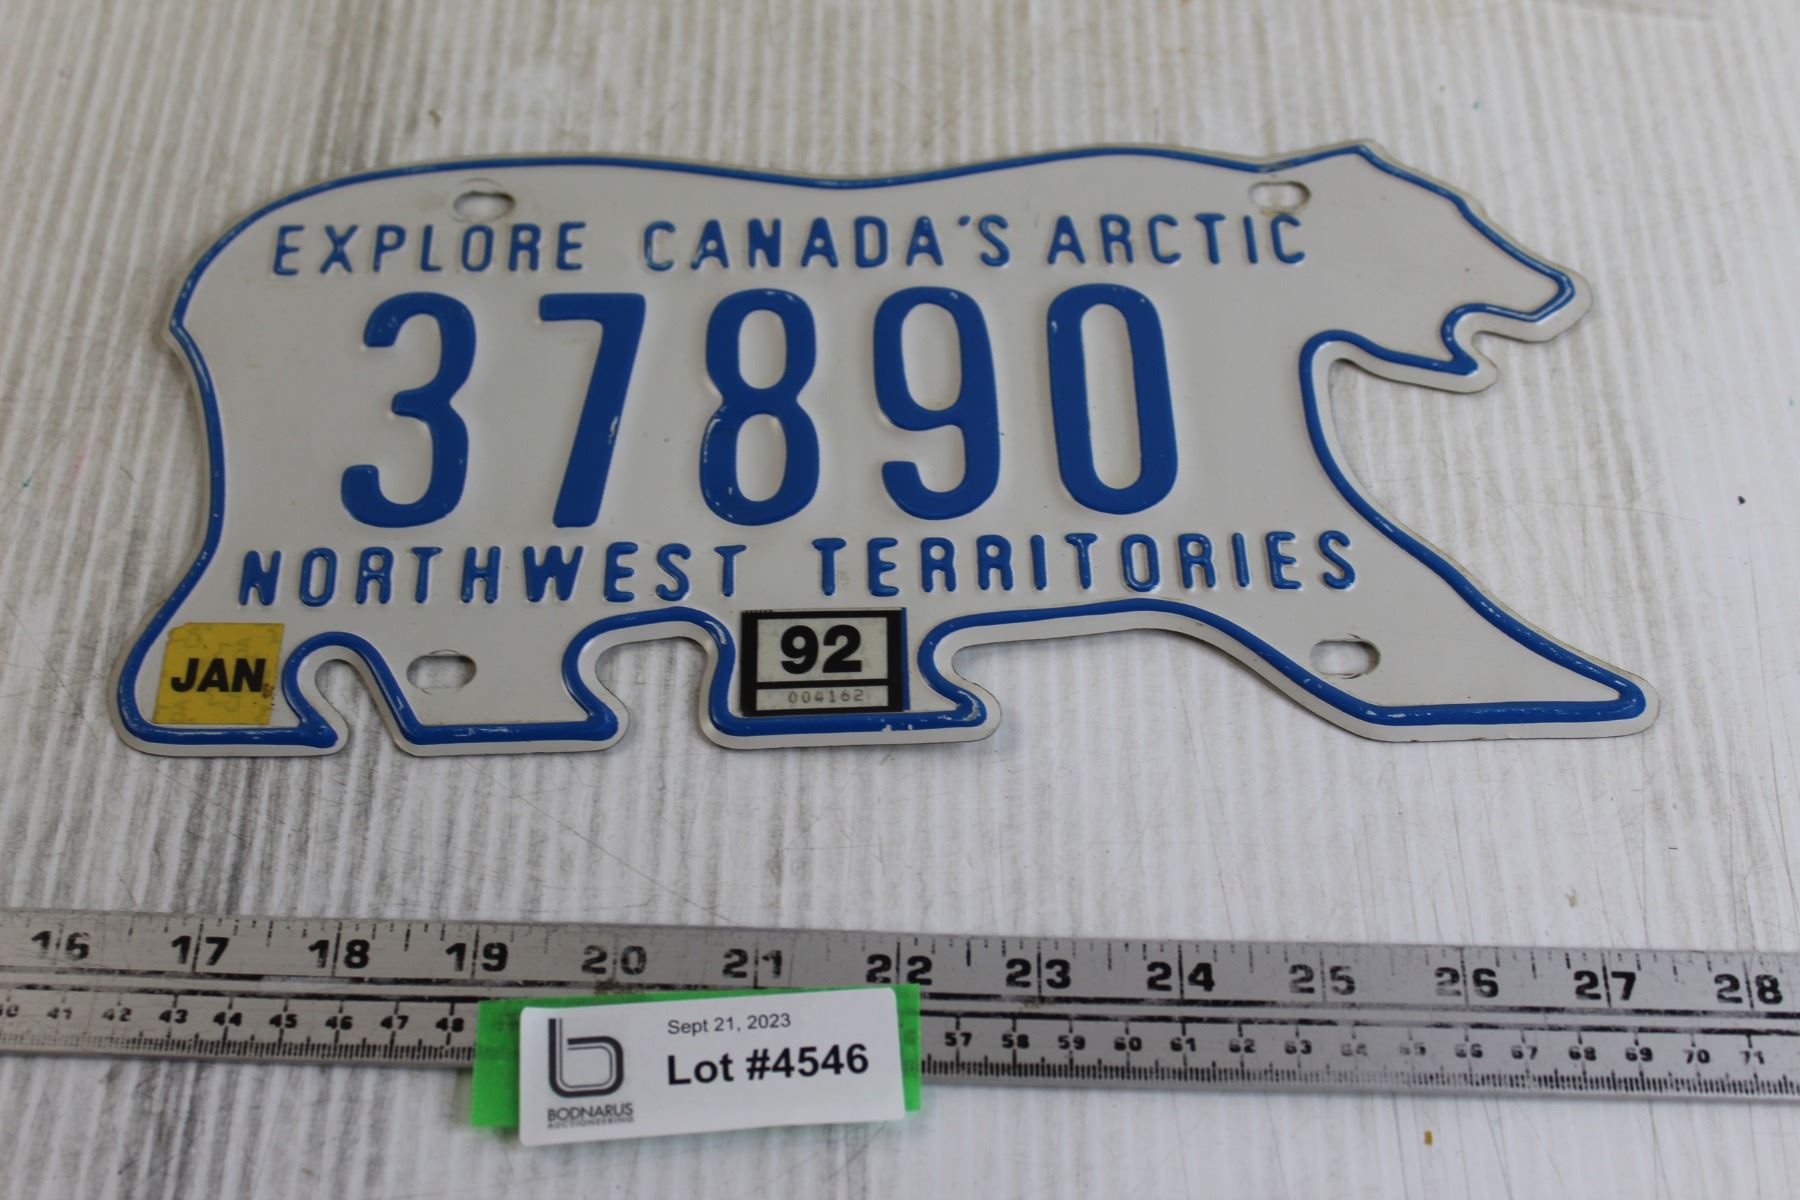 EXPLORE CANADA'S ARCTIC
37890
NORTHWEST TERRITORIES
JAN
92
004162
16 17 18 19 20 21 22 23 24 25 26 27 28
41 42 43 44 45 46 47 48 57 58 59 60 61 62 63 64 65 66 67 68 69 70 71
Sept 21, 2023
Lot #4546
BODNARUS
AUCTIONEERING